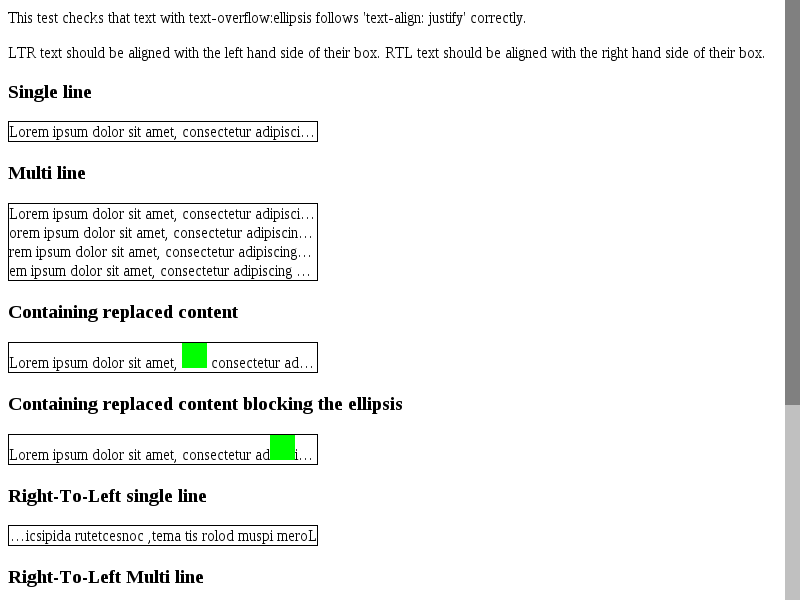 This test checks that text with text-overflow:ellipsis follows 'text-align: justify' correctly.
LTR text should be aligned with the left hand side of their box. RTL text should be aligned with the right hand side of their box.
Single line
Lorem ipsum dolor sit amet, consectetur adipisci…
Multi line
Lorem ipsum dolor sit amet, consectetur adipisci…
orem ipsum dolor sit amet, consectetur adipiscin…
rem ipsum dolor sit amet, consectetur adipiscing…
em ipsum dolor sit amet, consectetur adipiscing …
Containing replaced content
Lorem ipsum dolor sit amet, consectetur ad…
Containing replaced content blocking the ellipsis
Lorem ipsum dolor sit amet, consectetur ad i…
Right-To-Left single line
…icsipida rutetcesnoc ,tema tis rolod muspi meroL
Right-To-Left Multi line